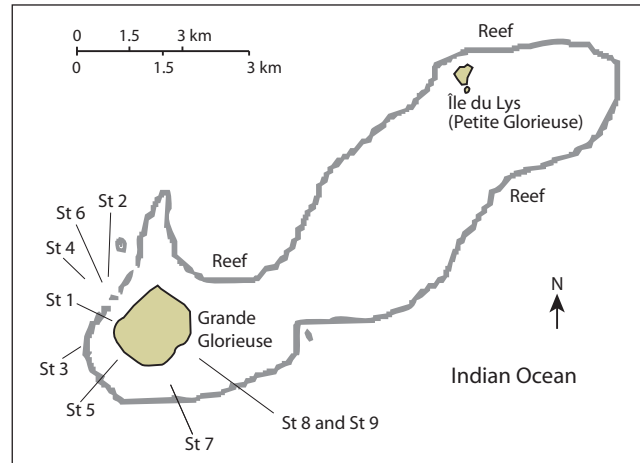 0 1.5 3 km
0 1.5 3 km
Reef
Île du Lys
(Petite Glorieuse)
Reef
St 2
St 6
St 4
Reef
N
St 1
Grande
Glorieuse
St 3
Indian Ocean
St 5
St 7
St 8 and St 9